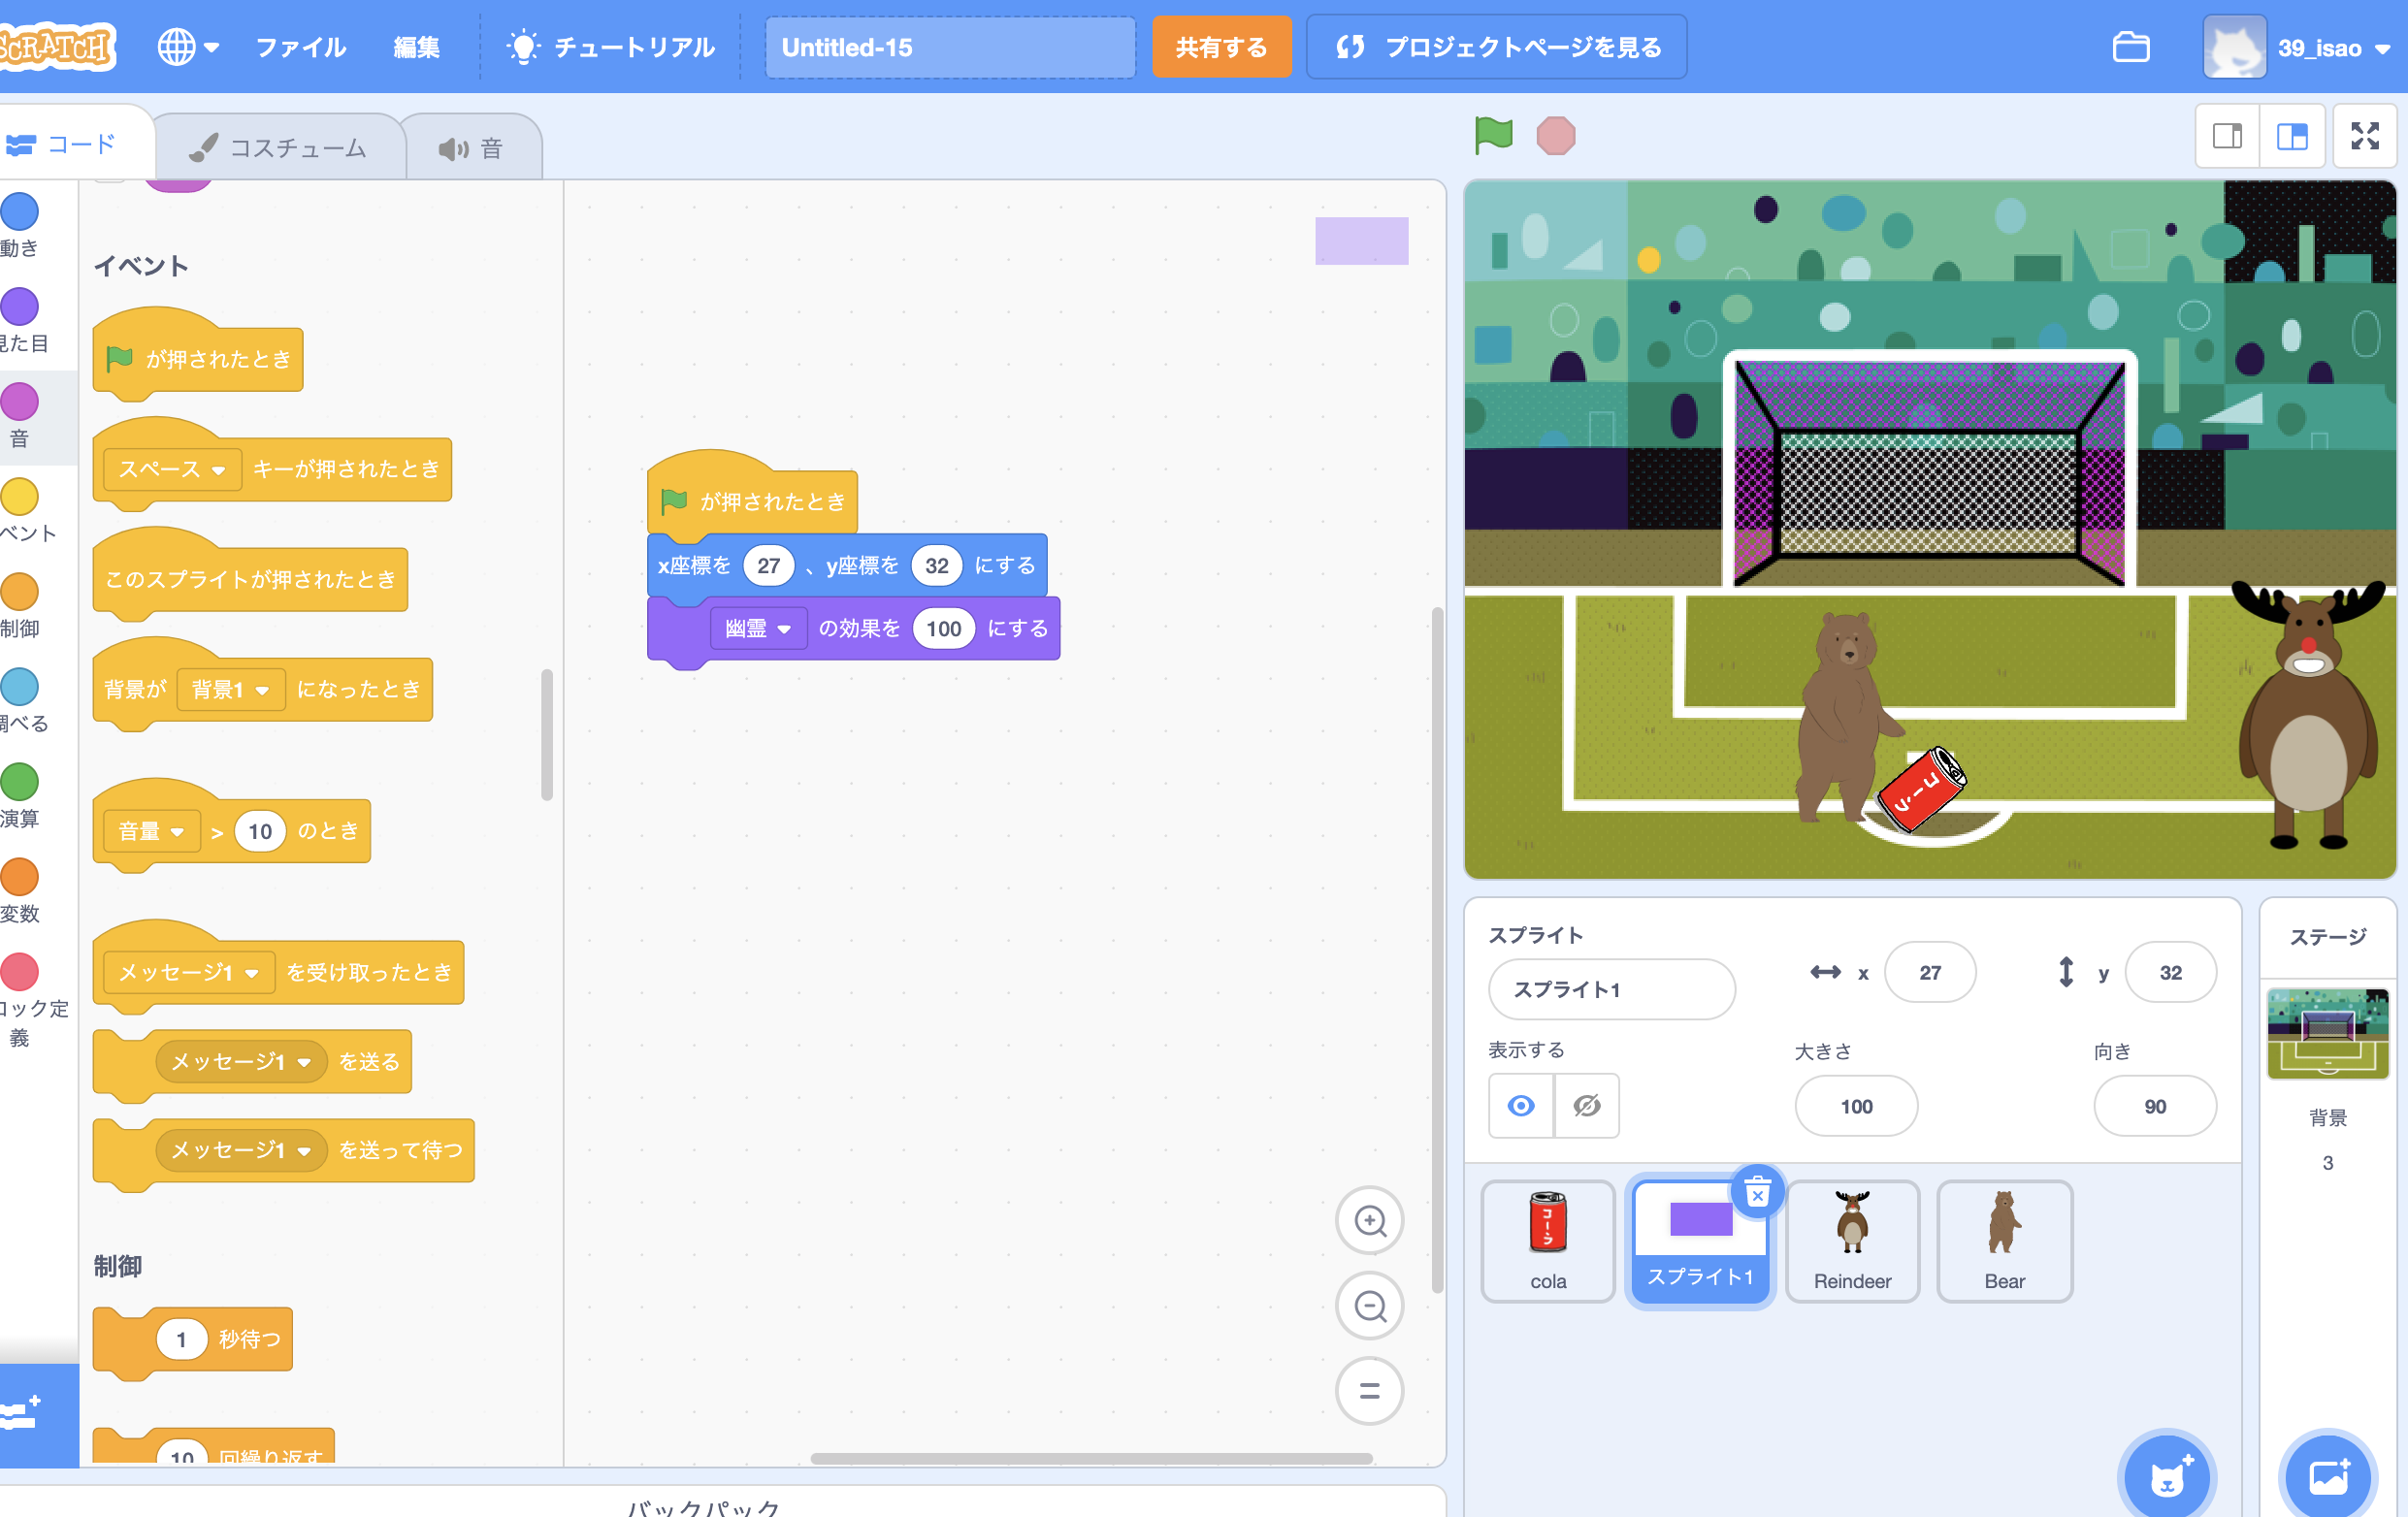 SCRATCH
ファイル
編集
チュートリアル
Untitled-15
共有する
プロジェクトページを見る
39_isao
コード
コスチューム
音
動き
見た目
音
ベント
制御
調べる
演算
変数
ロック定
義
イベント
が押されたとき
スペース キーが押されたとき
このスプライトが押されたとき
背景が 背景1 になったとき
音量 > 10 のとき
メッセージ1 を受け取ったとき
メッセージ1 を送る
メッセージ1 を送って待つ
制御
1 秒待つ
10 回繰り返す
が押されたとき
x座標を 27 、y座標を 32 にする
幽霊 の効果を 100 にする
バックパック
コーラ
スプライト
スプライト1
x 27
y 32
表示する
大きさ
100
向き
90
コーラ
cola
スプライト1
Reindeer
Bear
ステージ
背景
3